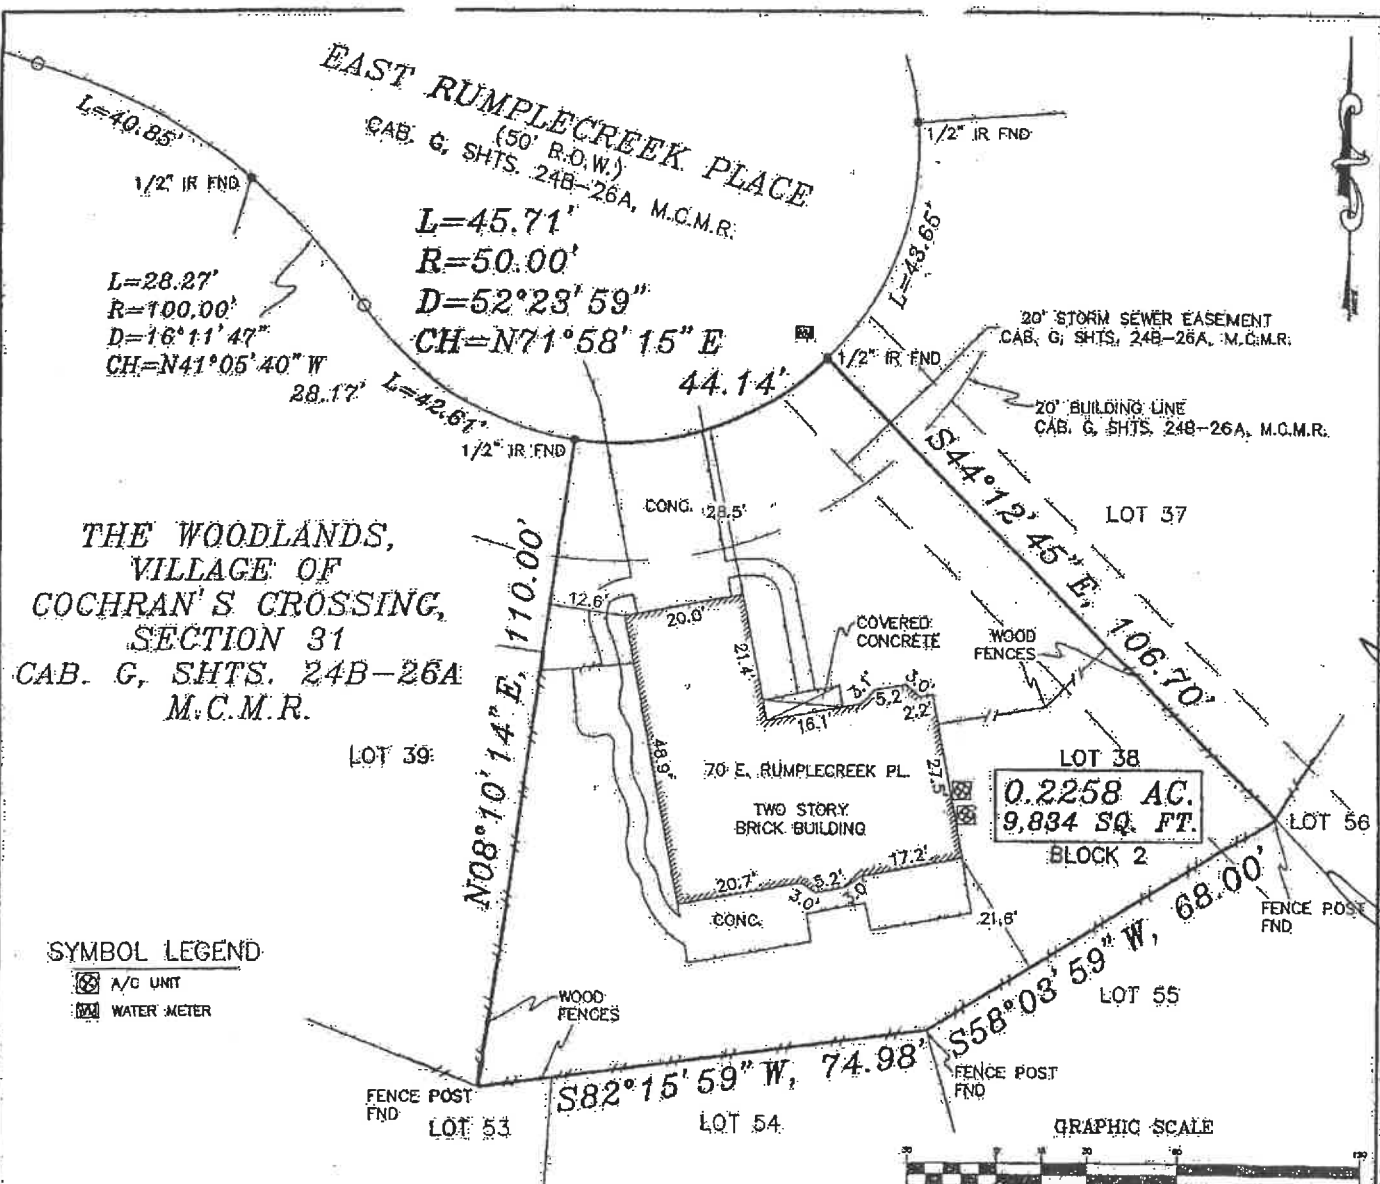 EAST RUMPLECREEK PLACE
(50' R.O.W.)
CAB. G, SHTS. 24B-26A, M.C.M.R.
L=40.85'
1/2" IR FND
1/2" IR FND
L=45.71'
R=50.00'
D=52°23'59"
CH=N71°58'15" E
44.14'
L=28.27'
R=100.00'
D=16°11'47"
CH=N41°05'40" W
28.17'
L=42.61'
L=43.65'
1/2" IR FND
1/2" IR FND
20' STORM SEWER EASEMENT
CAB. G, SHTS. 24B-26A, M.C.M.R.
20' BUILDING LINE
CAB. G, SHTS. 24B-26A, M.C.M.R.
S44°12'45" E, 106.70'
LOT 37
THE WOODLANDS,
VILLAGE OF
COCHRAN'S CROSSING,
SECTION 31
CAB. G, SHTS. 24B-26A
M.C.M.R.
LOT 39
N08°10'14" E, 110.00'
CONC.
28.5'
12.6'
20.0'
21.4'
COVERED
CONCRETE
WOOD
FENCES
16.1'
3.1'
5.2'
3.0'
2.2'
48.9'
27.5'
70 E. RUMPLECREEK PL.
TWO STORY
BRICK BUILDING
LOT 38
0.2258 AC.
9,834 SQ. FT.
BLOCK 2
LOT 56
20.7'
3.0'
5.2'
3.0'
17.2'
CONC.
21.6'
FENCE POST
FND
S58°03'59" W, 68.00'
LOT 55
SYMBOL LEGEND
A/C UNIT
W WATER METER
WOOD
FENCES
S82°15'59" W, 74.98'
FENCE POST
FND
FENCE POST
FND
LOT 53
LOT 54
GRAPHIC SCALE